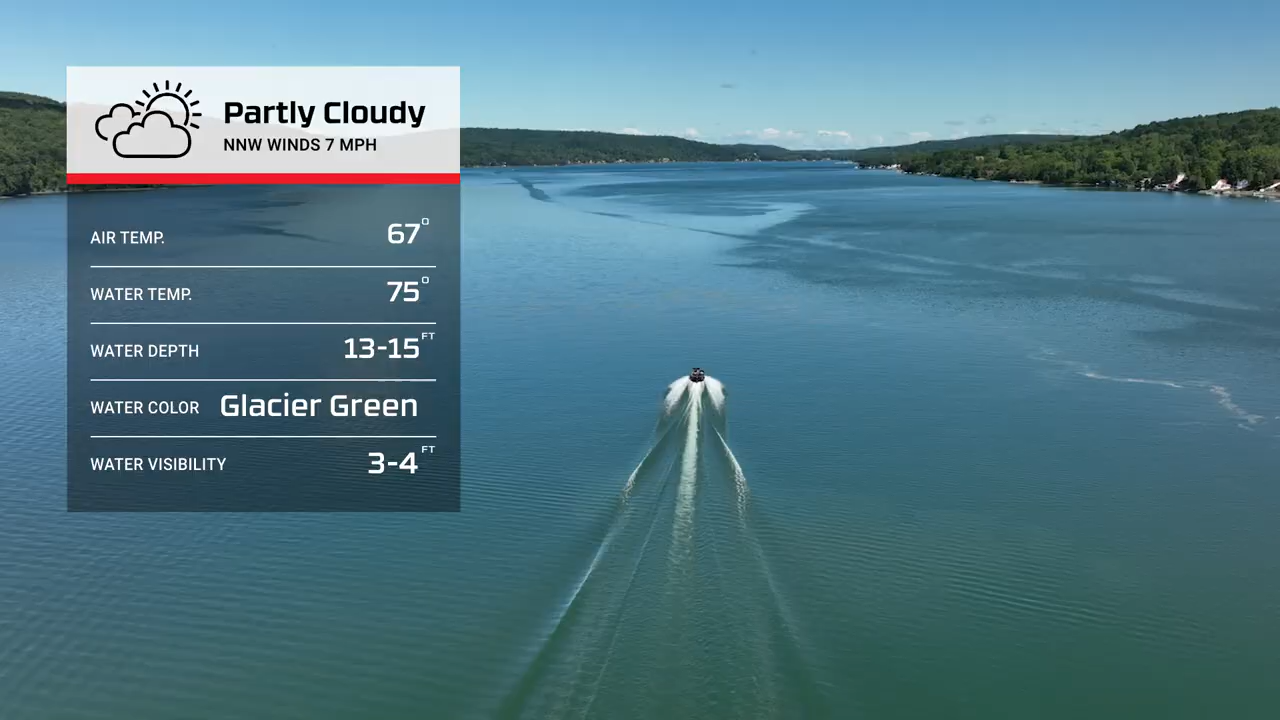 Partly Cloudy
NNW WINDS 7 MPH
AIR TEMP. 67°
WATER TEMP. 75°
WATER DEPTH 13-15 FT
WATER COLOR Glacier Green
WATER VISIBILITY 3-4 FT